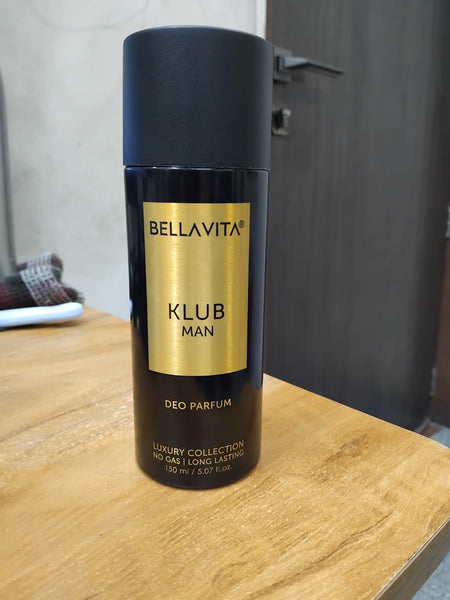 BELLAVITA®
KLUB
MAN
DEO PARFUM
LUXURY COLLECTION
NO GAS | LONG LASTING
150 ml / 5.07 fl.oz.